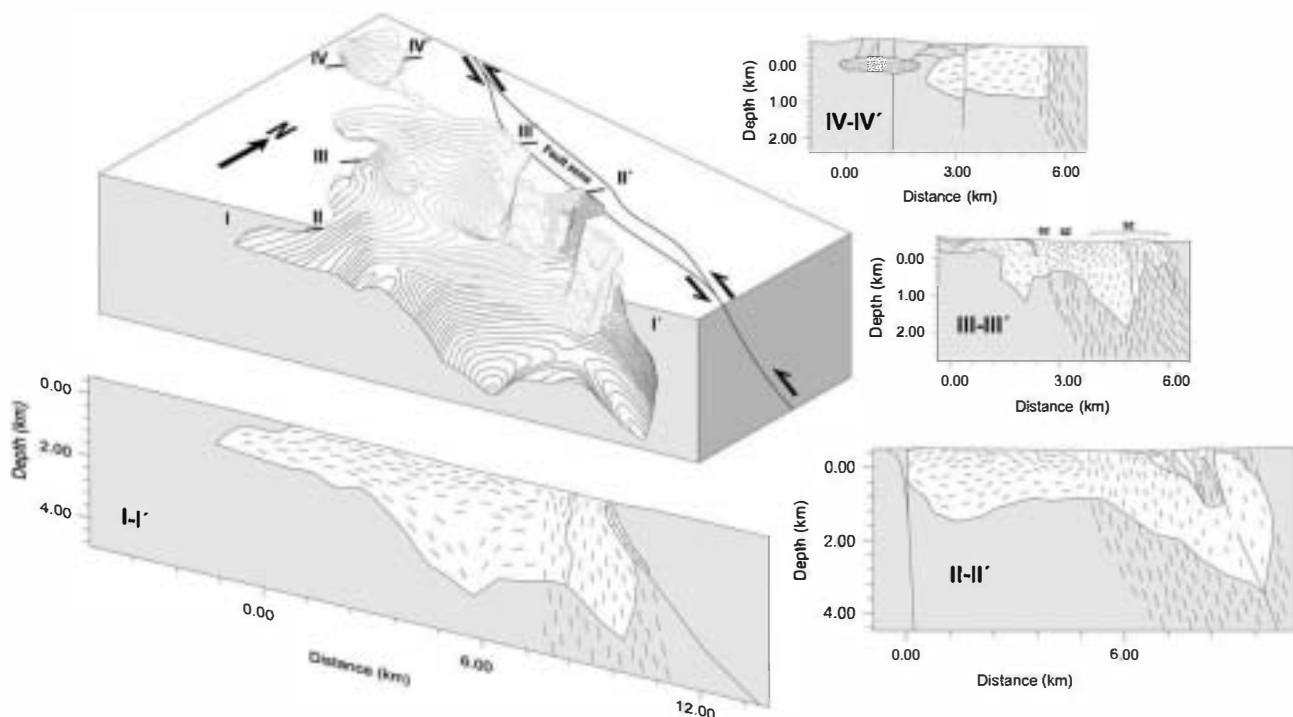 IV
IV´
N
III
III´
Fault zone
II´
I
II
I´
0.00
2.00
4.00
Depth (km)
I-I´
0.00
6.00
12.00
Distance (km)
0.00
1.00
2.00
Depth (km)
IV-IV´
0.00
3.00
6.00
Distance (km)
0.00
1.00
2.00
Depth (km)
III-III´
0.00
3.00
6.00
Distance (km)
0.00
2.00
4.00
Depth (km)
II-II´
0.00
6.00
Distance (km)